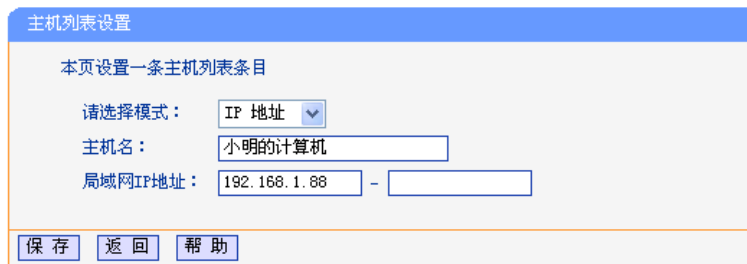 主机列表设置
本页设置一条主机列表条目
请选择模式： IP 地址
主机名： 小明的计算机
局域网IP地址： 192.168.1.88 -
保 存 返 回 帮 助